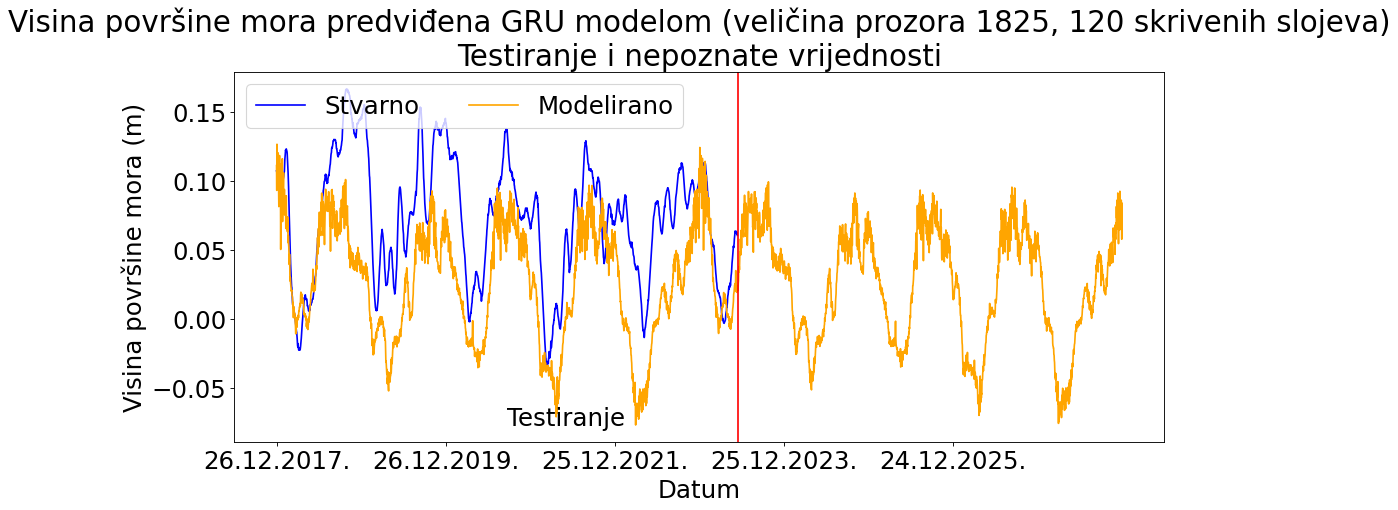 Visina površine mora predviđena GRU modelom (veličina prozora 1825, 120 skrivenih slojeva)
Testiranje i nepoznate vrijednosti
Stvarno
Modelirano
Visina površine mora (m)
0.15
0.10
0.05
0.00
−0.05
Testiranje
26.12.2017.
26.12.2019.
25.12.2021.
25.12.2023.
24.12.2025.
Datum